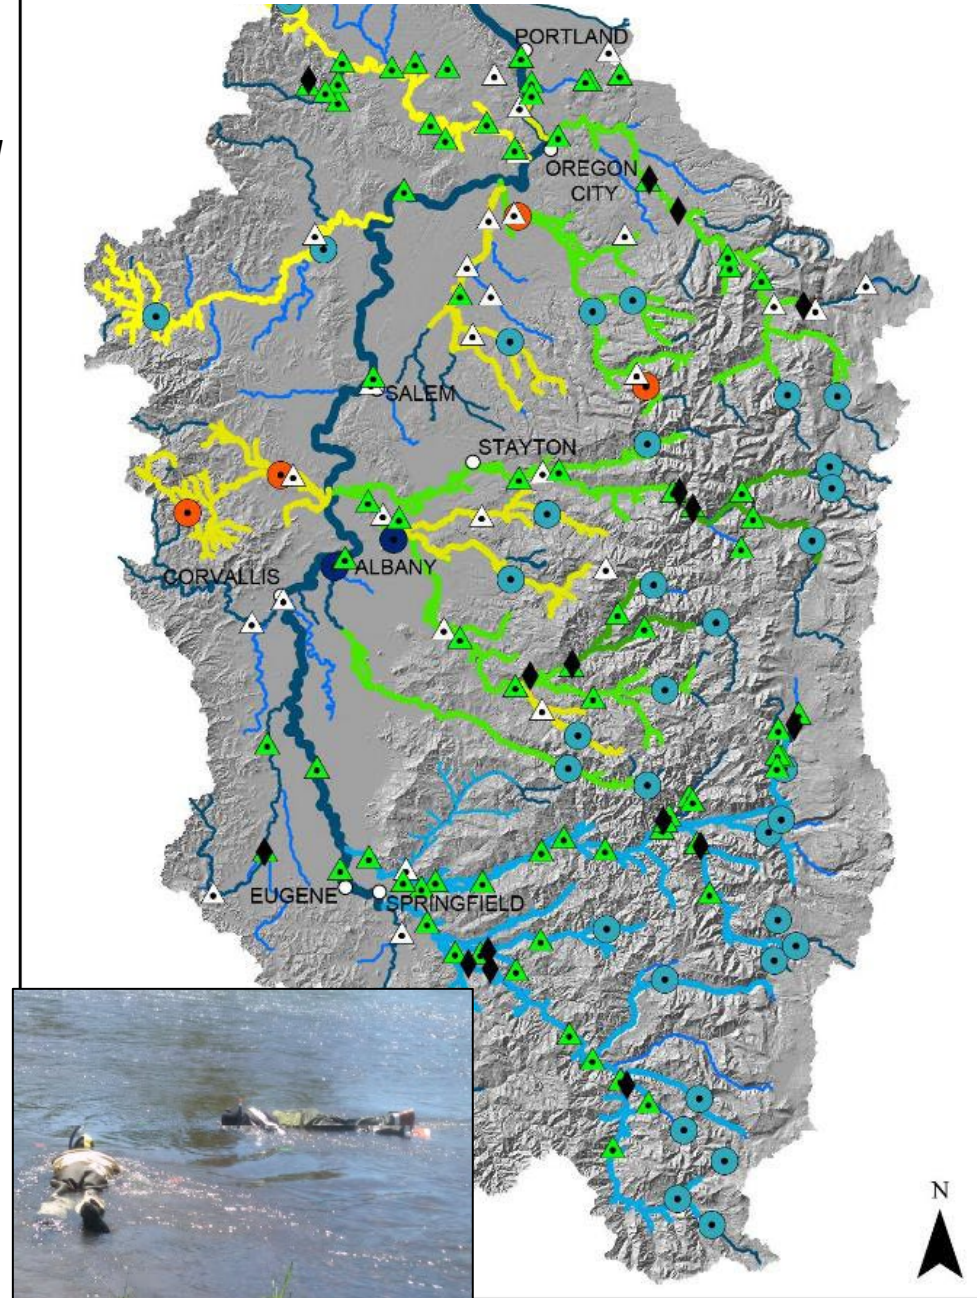 PORTLAND
OREGON
CITY
SALEM
STAYTON
CORVALLIS
ALBANY
EUGENE
SPRINGFIELD
N